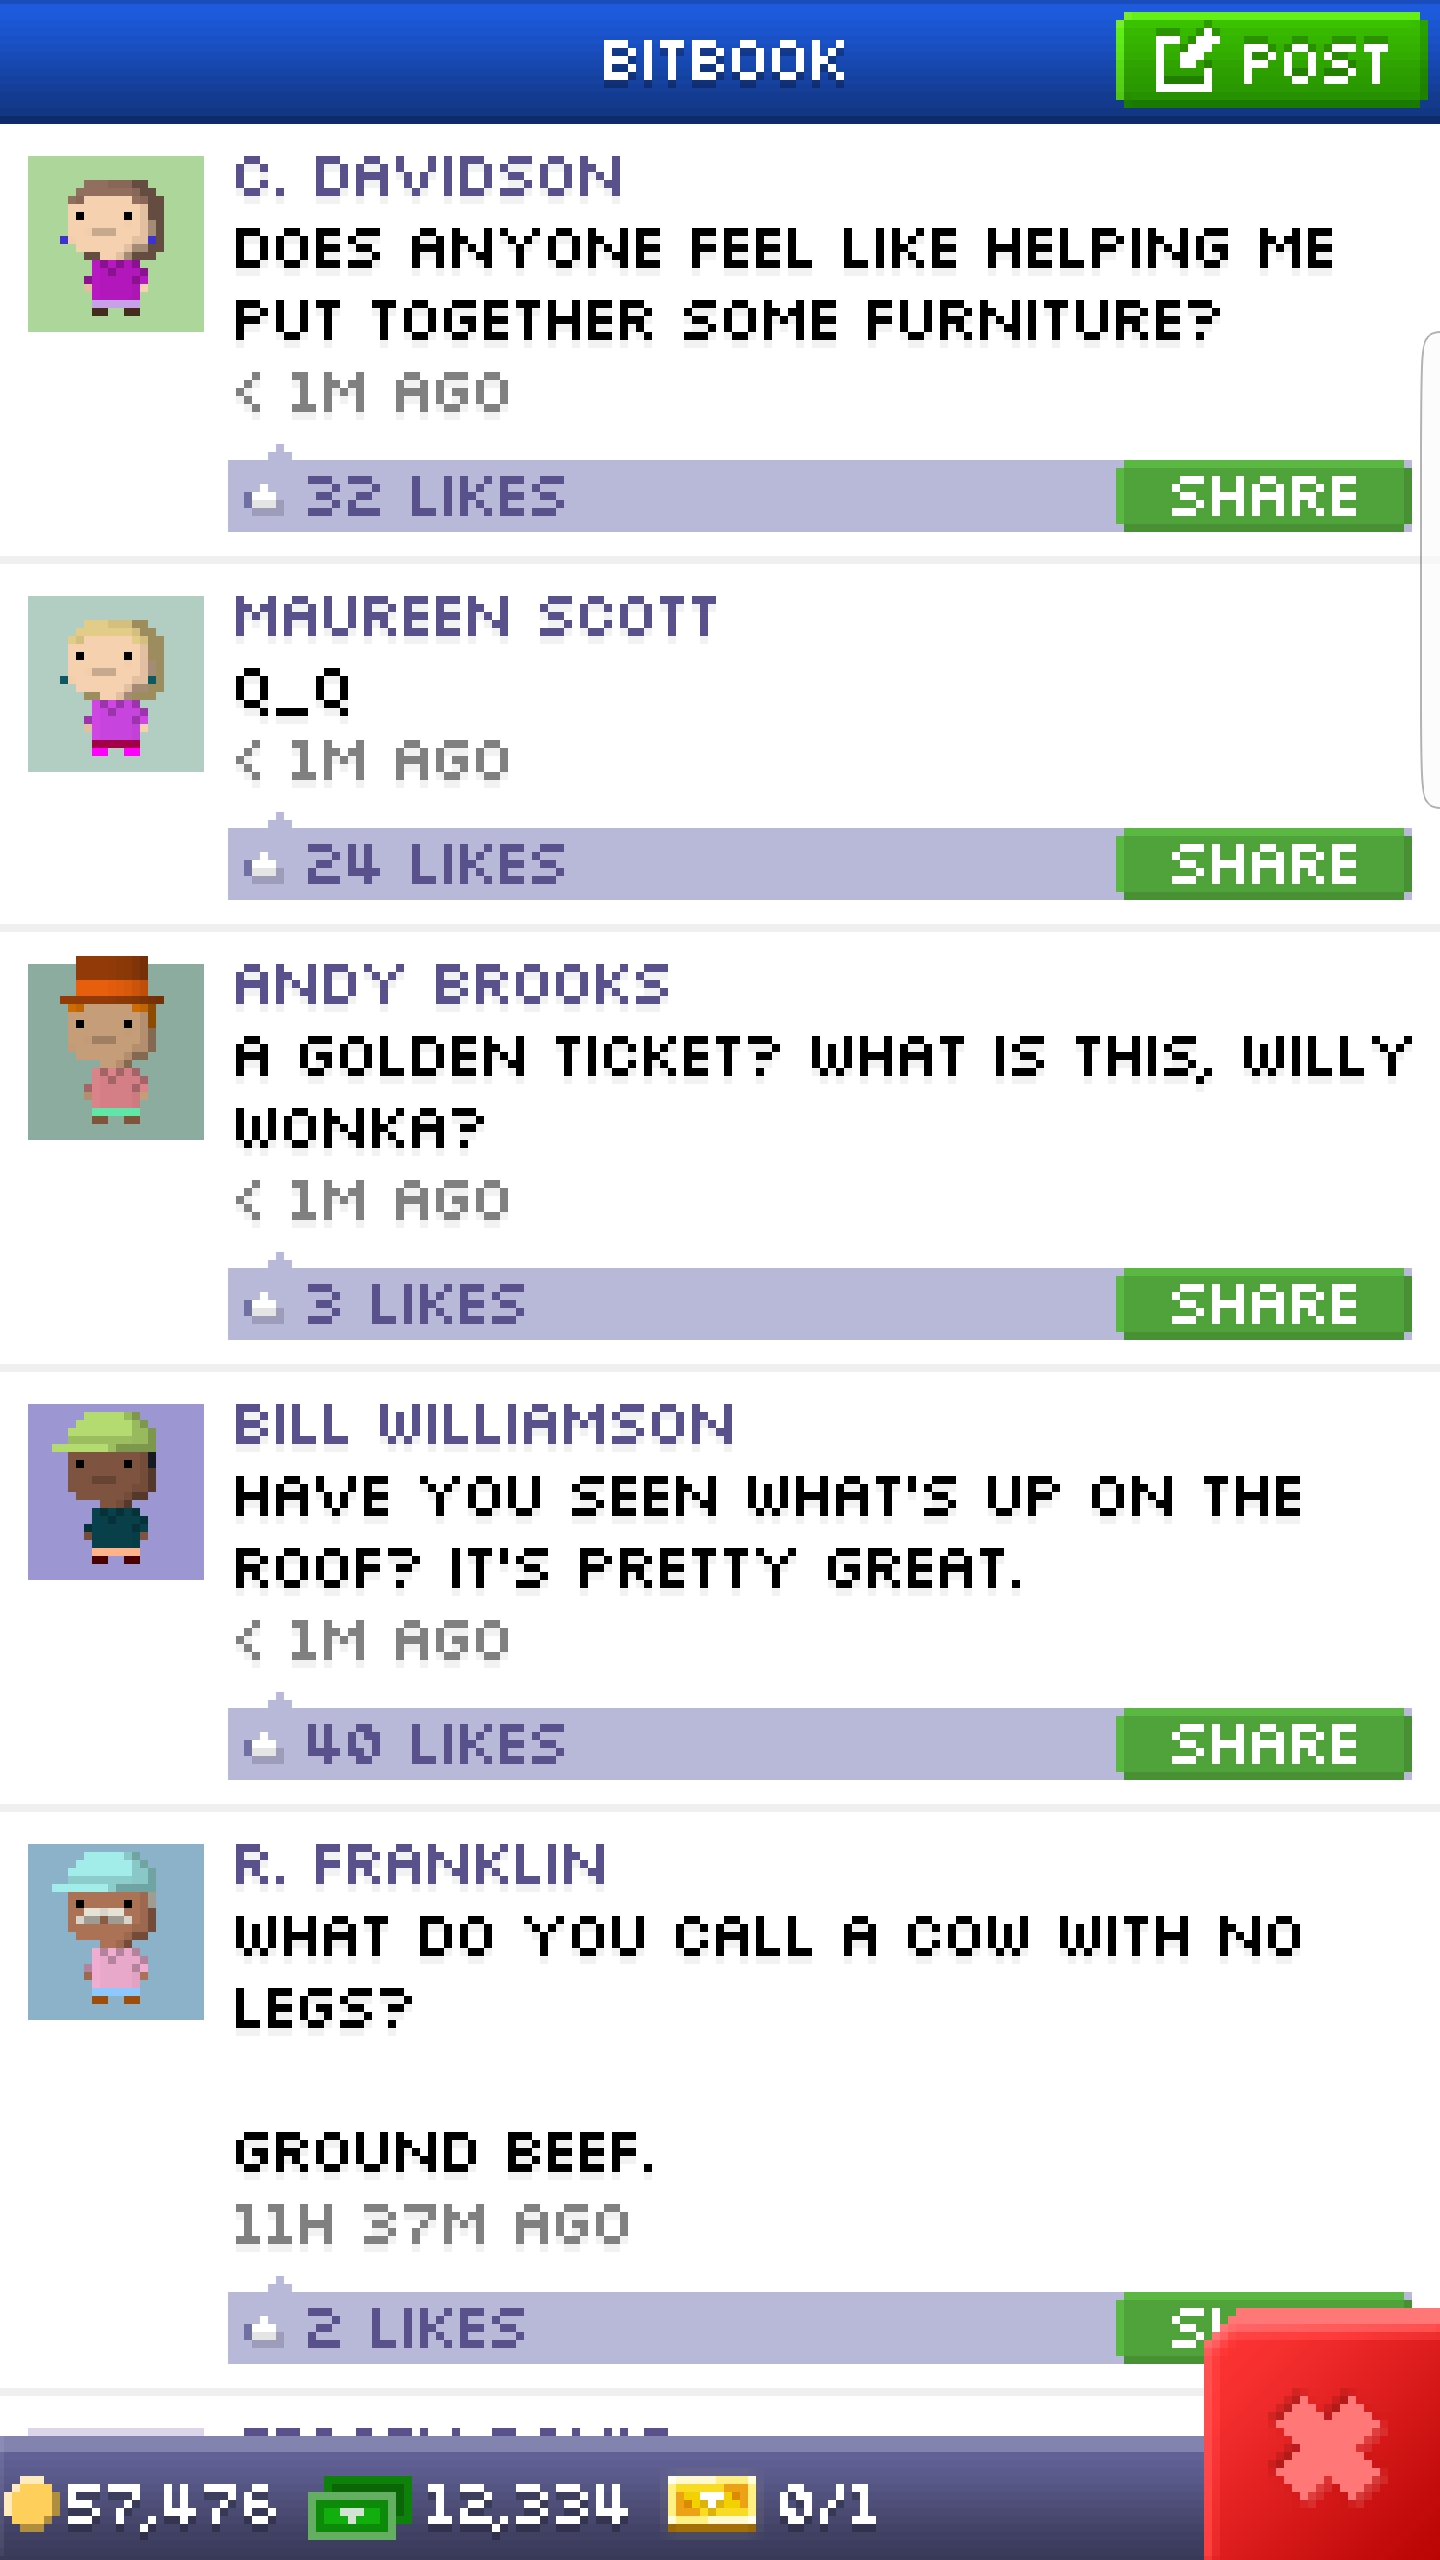 BITBOOK
POST
C. DAVIDSON
DOES ANYONE FEEL LIKE HELPING ME
PUT TOGETHER SOME FURNITURE?
< 1M AGO
32 LIKES
SHARE
MAUREEN SCOTT
Q_Q
< 1M AGO
24 LIKES
SHARE
ANDY BROOKS
A GOLDEN TICKET? WHAT IS THIS, WILLY
WONKA?
< 1M AGO
3 LIKES
SHARE
BILL WILLIAMSON
HAVE YOU SEEN WHAT'S UP ON THE
ROOF? IT'S PRETTY GREAT.
< 1M AGO
40 LIKES
SHARE
R. FRANKLIN
WHAT DO YOU CALL A COW WITH NO
LEGS?
GROUND BEEF.
11H 37M AGO
2 LIKES
57,476
12,334
0/1